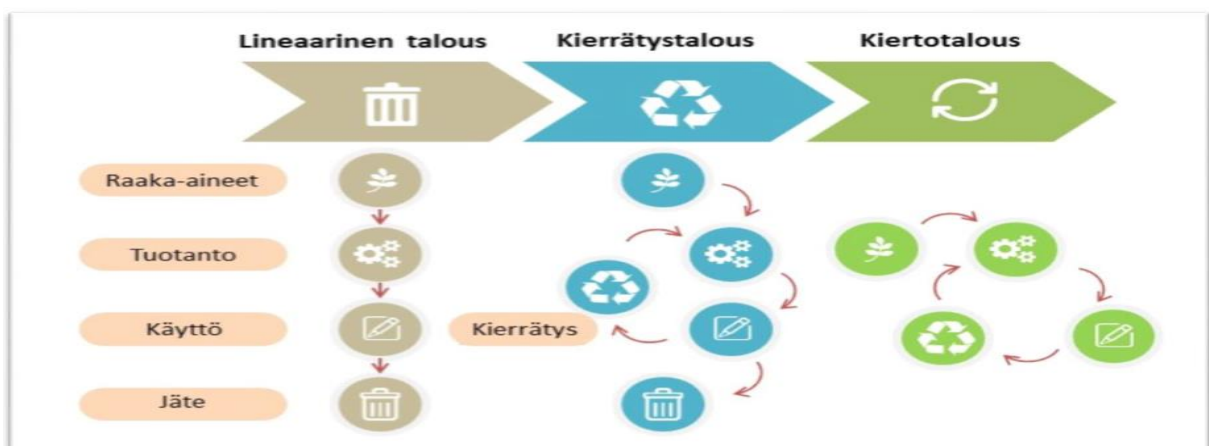 Lineaarinen talous
Kierrätystalous
Kiertotalous
Raaka-aineet
Tuotanto
Käyttö
Kierrätys
Jäte